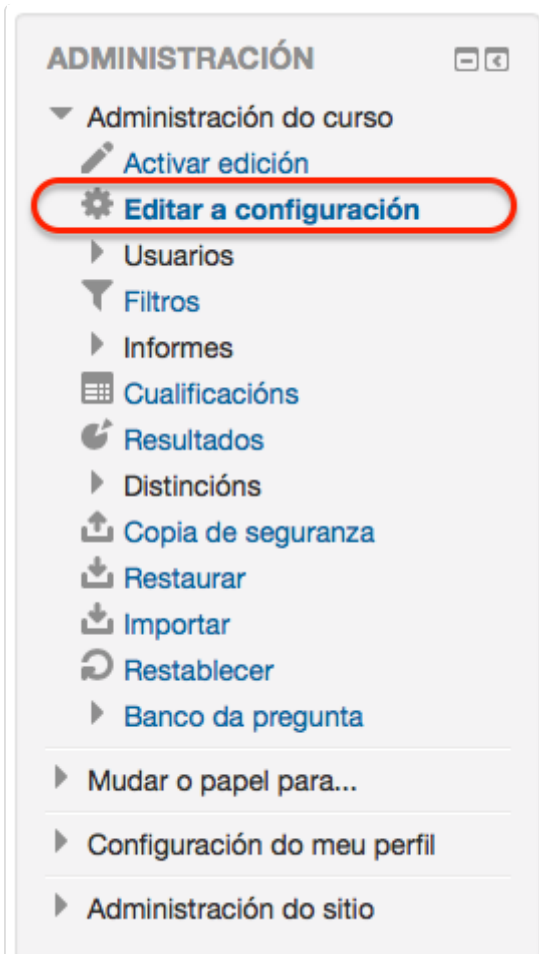 ADMINISTRACIÓN
Administración do curso
Activar edición
Editar a configuración
Usuarios
Filtros
Informes
Cualificacións
Resultados
Distincións
Copia de seguranza
Restaurar
Importar
Restablecer
Banco da pregunta
Mudar o papel para...
Configuración do meu perfil
Administración do sitio